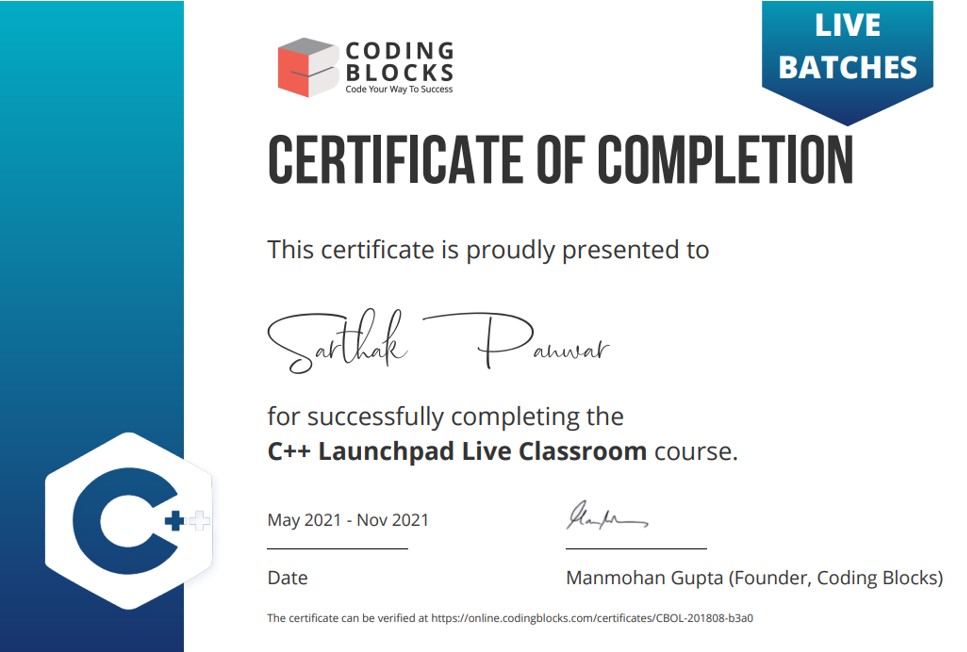 CODING
BLOCKS
Code Your Way To Success
LIVE
BATCHES
CERTIFICATE OF COMPLETION
This certificate is proudly presented to
Sarthak Panwar
for successfully completing the
C++ Launchpad Live Classroom course.
C++
May 2021 - Nov 2021
Date
Manmohan Gupta (Founder, Coding Blocks)
The certificate can be verified at https://online.codingblocks.com/certificates/CBOL-201808-b3a0